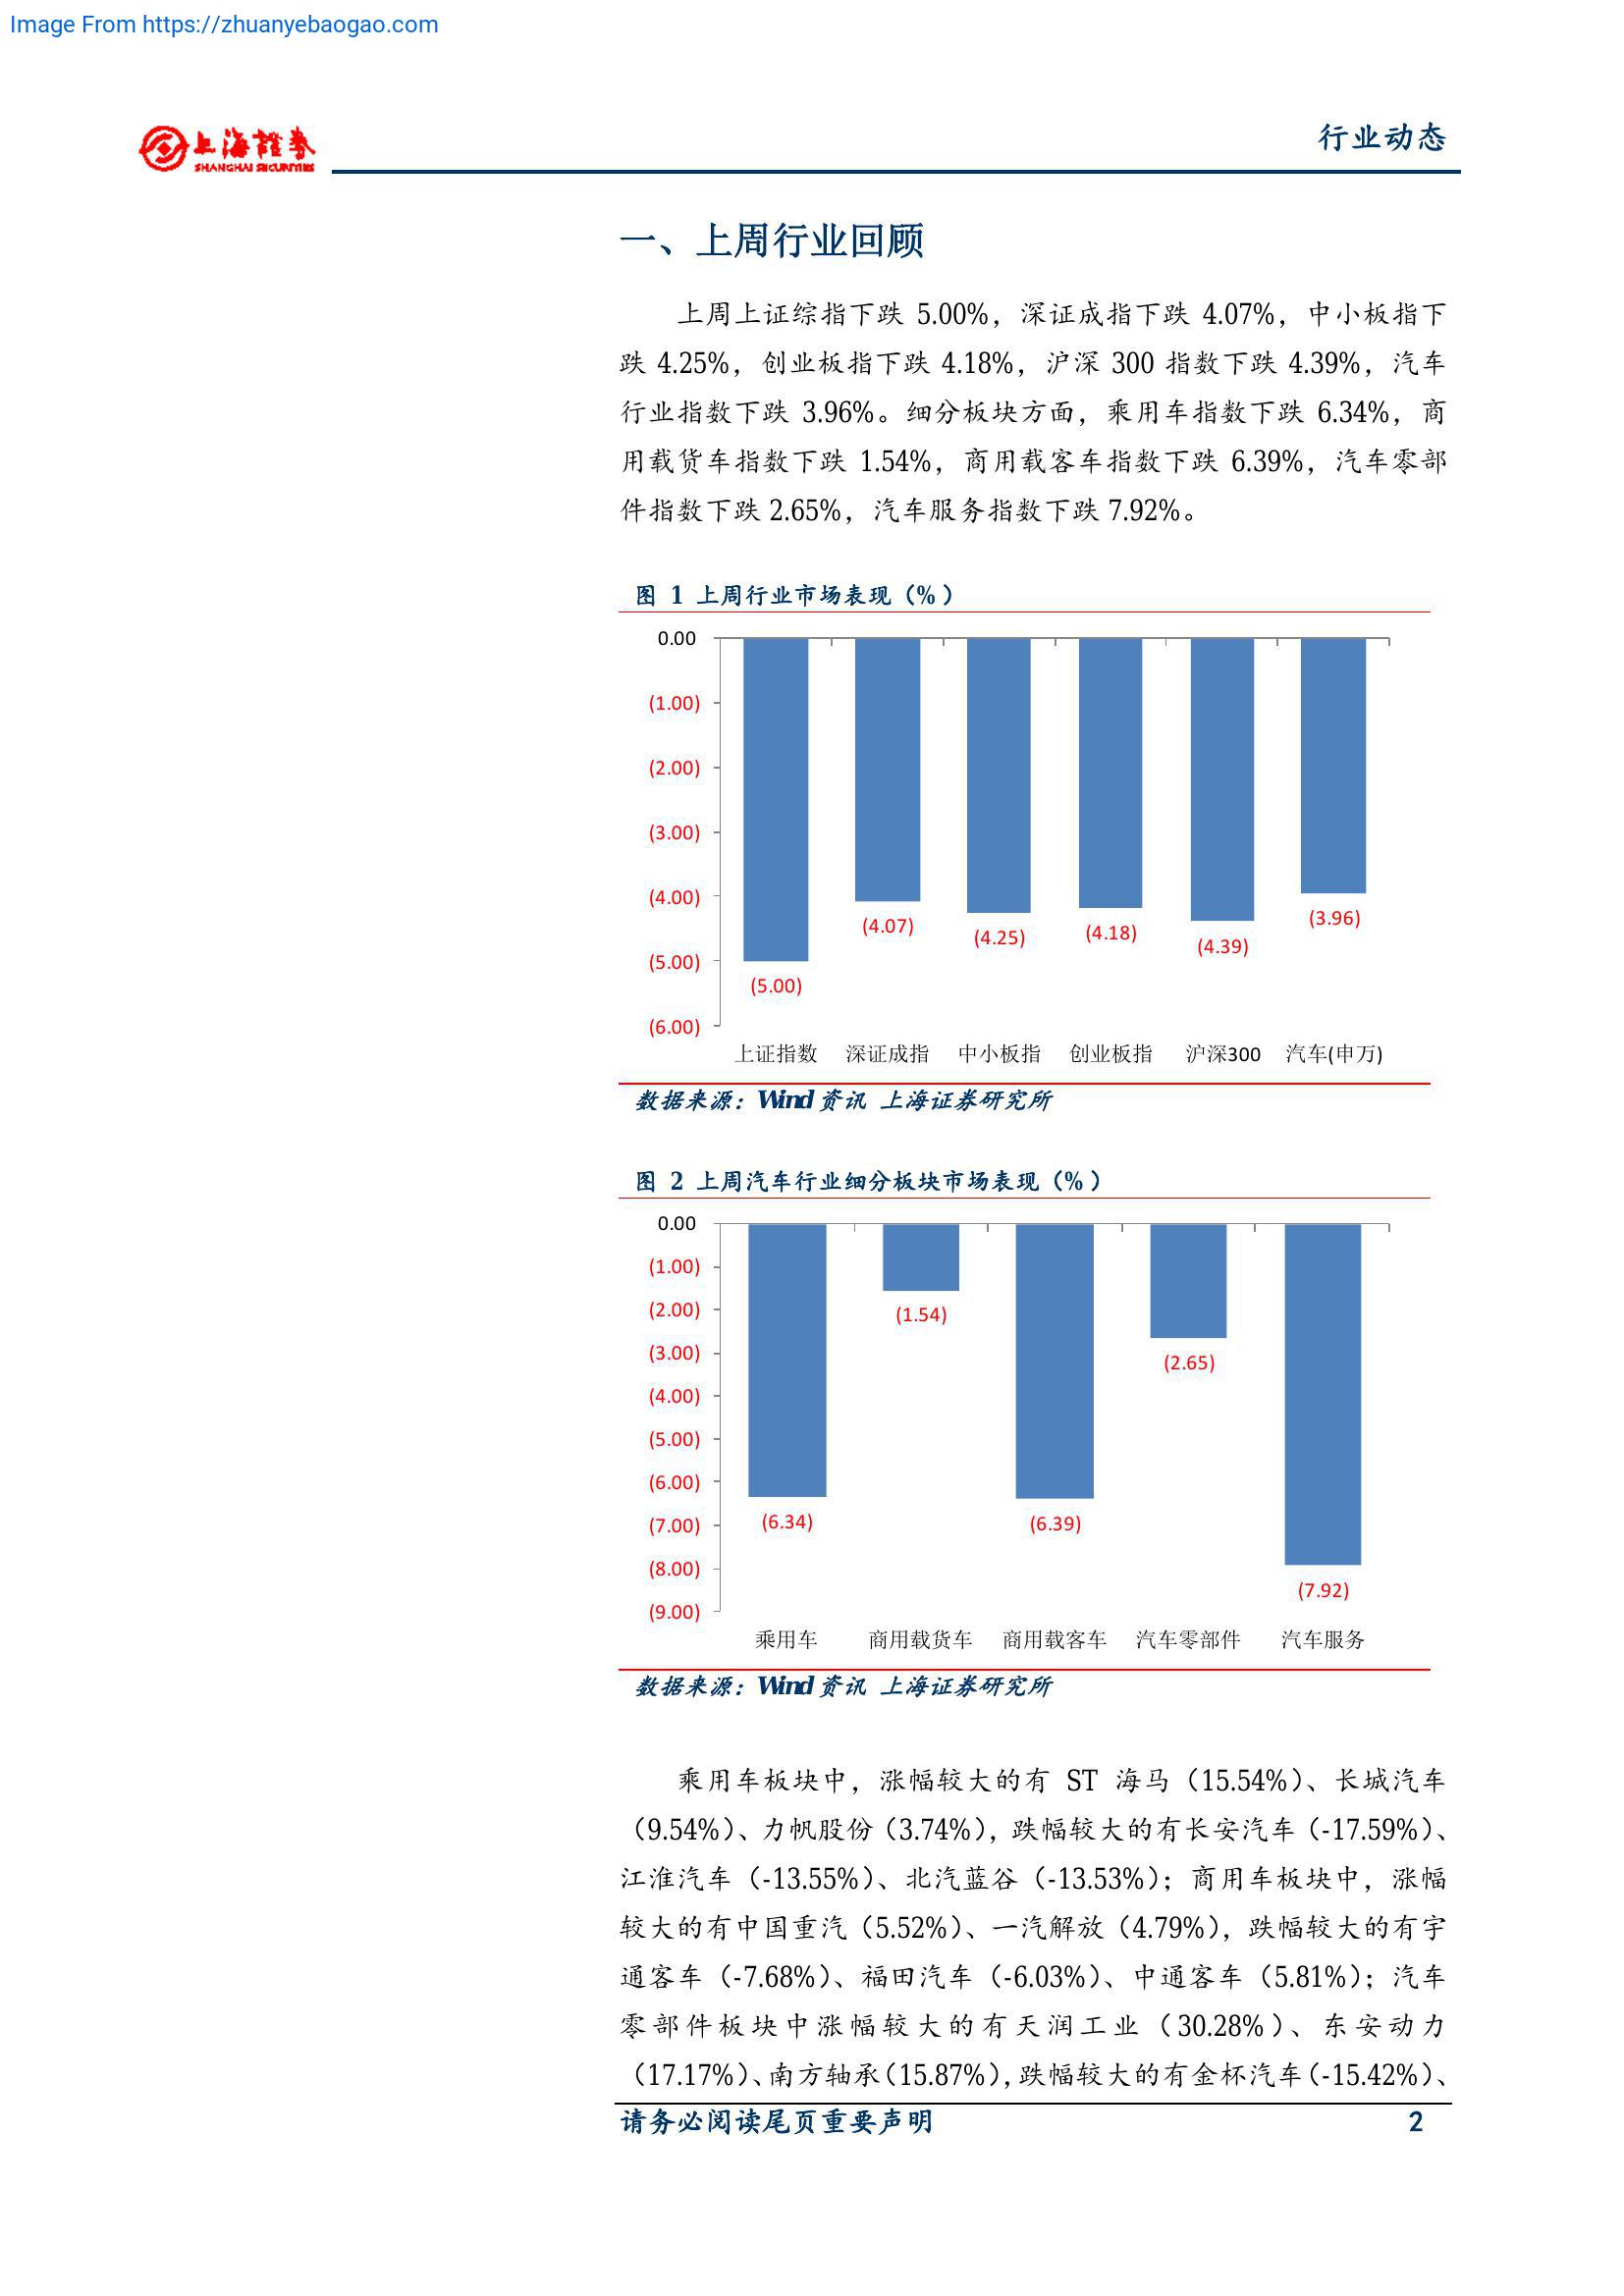 Image From https://zhuanyebaogao.com
上海證券
SHANGHAI SECURITIES
行业动态
一、上周行业回顾
上周上证综指下跌 5.00%，深证成指下跌 4.07%，中小板指下
跌 4.25%，创业板指下跌 4.18%，沪深 300 指数下跌 4.39%，汽车
行业指数下跌 3.96%。细分板块方面，乘用车指数下跌 6.34%，商
用载货车指数下跌 1.54%，商用载客车指数下跌 6.39%，汽车零部
件指数下跌 2.65%，汽车服务指数下跌 7.92%。
图 1 上周行业市场表现（%）
0.00
(1.00)
(2.00)
(3.00)
(4.00)
(5.00)
(6.00)
(5.00)
(4.07)
(4.25)
(4.18)
(4.39)
(3.96)
上证指数 深证成指 中小板指 创业板指 沪深300 汽车(申万)
数据来源：Wind 资讯 上海证券研究所
图 2 上周汽车行业细分板块市场表现（%）
0.00
(1.00)
(2.00)
(3.00)
(4.00)
(5.00)
(6.00)
(7.00)
(8.00)
(9.00)
(6.34)
(1.54)
(6.39)
(2.65)
(7.92)
乘用车 商用载货车 商用载客车 汽车零部件 汽车服务
数据来源：Wind 资讯 上海证券研究所
乘用车板块中，涨幅较大的有 ST 海马（15.54%）、长城汽车
（9.54%）、力帆股份（3.74%），跌幅较大的有长安汽车（-17.59%）、
江淮汽车（-13.55%）、北汽蓝谷（-13.53%）；商用车板块中，涨幅
较大的有中国重汽（5.52%）、一汽解放（4.79%），跌幅较大的有宇
通客车（-7.68%）、福田汽车（-6.03%）、中通客车（5.81%）；汽车
零部件板块中涨幅较大的有天润工业（30.28%）、东安动力
（17.17%）、南方轴承（15.87%），跌幅较大的有金杯汽车（-15.42%）、
请务必阅读尾页重要声明 2